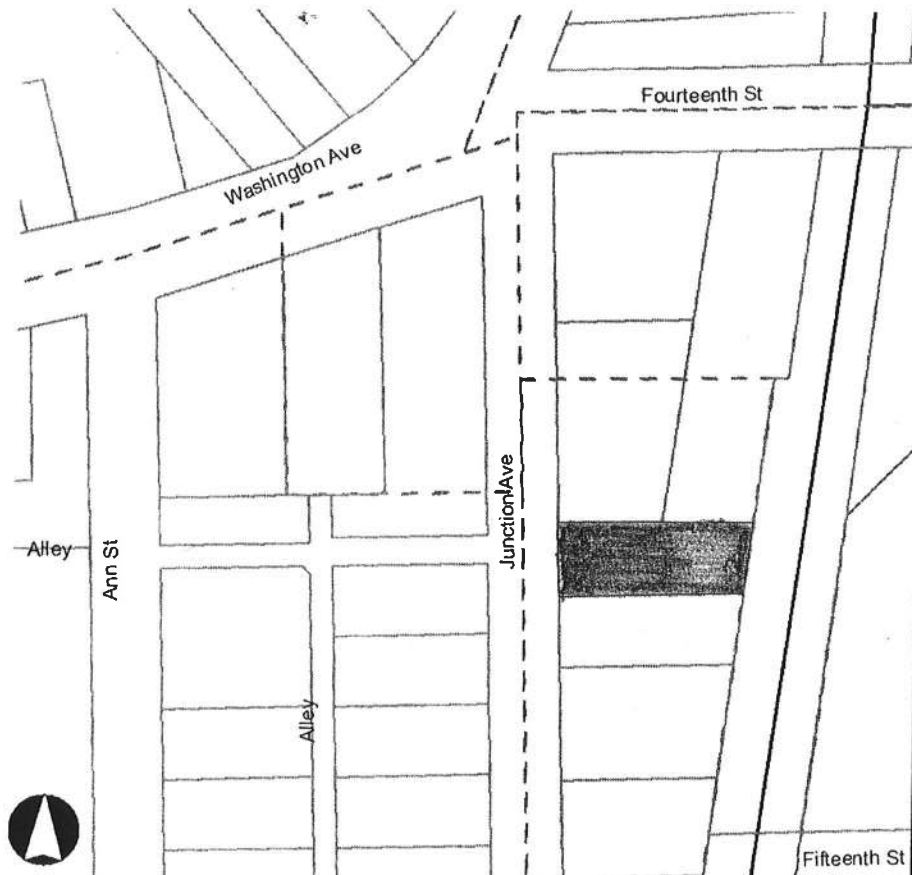 Fourteenth St
Washington Ave
Junction Ave
Alley
Ann St
Alley
Fifteenth St